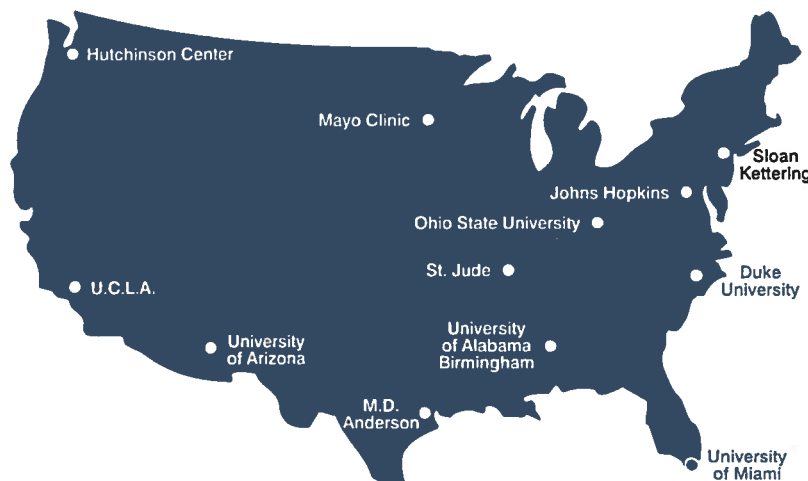 Hutchinson Center
Mayo Clinic
Sloan
Kettering
Johns Hopkins
Ohio State University
St. Jude
Duke
University
U.C.L.A.
University
of Arizona
University
of Alabama
Birmingham
M.D.
Anderson
University
of Miami